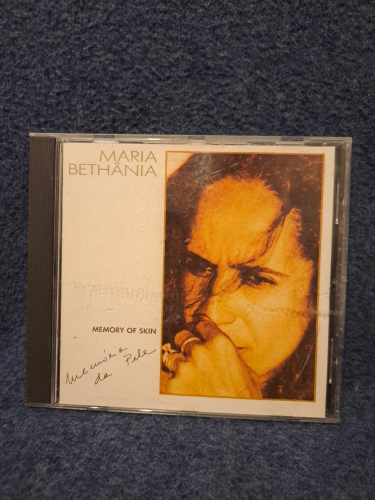 MARIA
BETHÂNIA
MEMORY OF SKIN
Memória
da Pele